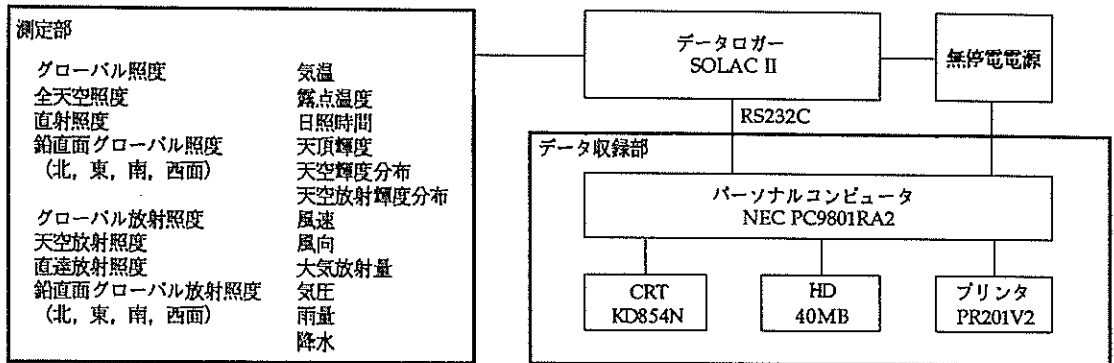 測定部
グローバル照度
全天空照度
直射照度
鉛直面グローバル照度
(北, 東, 南, 西面)
グローバル放射照度
天空放射照度
直達放射照度
鉛直面グローバル放射照度
(北, 東, 南, 西面)
気温
露点温度
日照時間
天頂輝度
天空輝度分布
天空放射輝度分布
風速
風向
大気放射量
気圧
雨量
降水
データロガー
SOLAC II
無停電電源
RS232C
データ収録部
パーソナルコンピュータ
NEC PC9801RA2
CRT
KD854N
HD
40MB
プリンタ
PR201V2